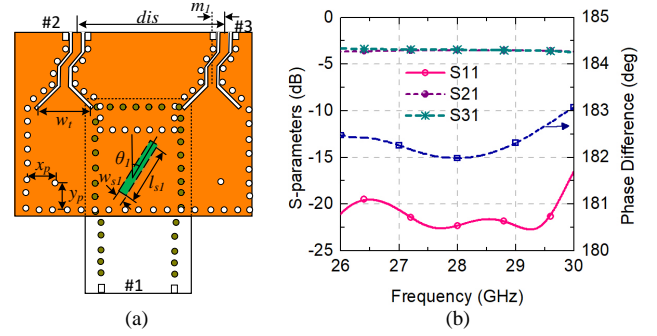 #2
dis
m1
#3
wt
xp
yp
θ1
ws1
ls1
#1
(a)
S-parameters (dB)
0
-5
-10
-15
-20
-25
S11
S21
S31
26 27 28 29 30
Frequency (GHz)
185
184
183
182
181
180
Phase Difference (deg)
(b)